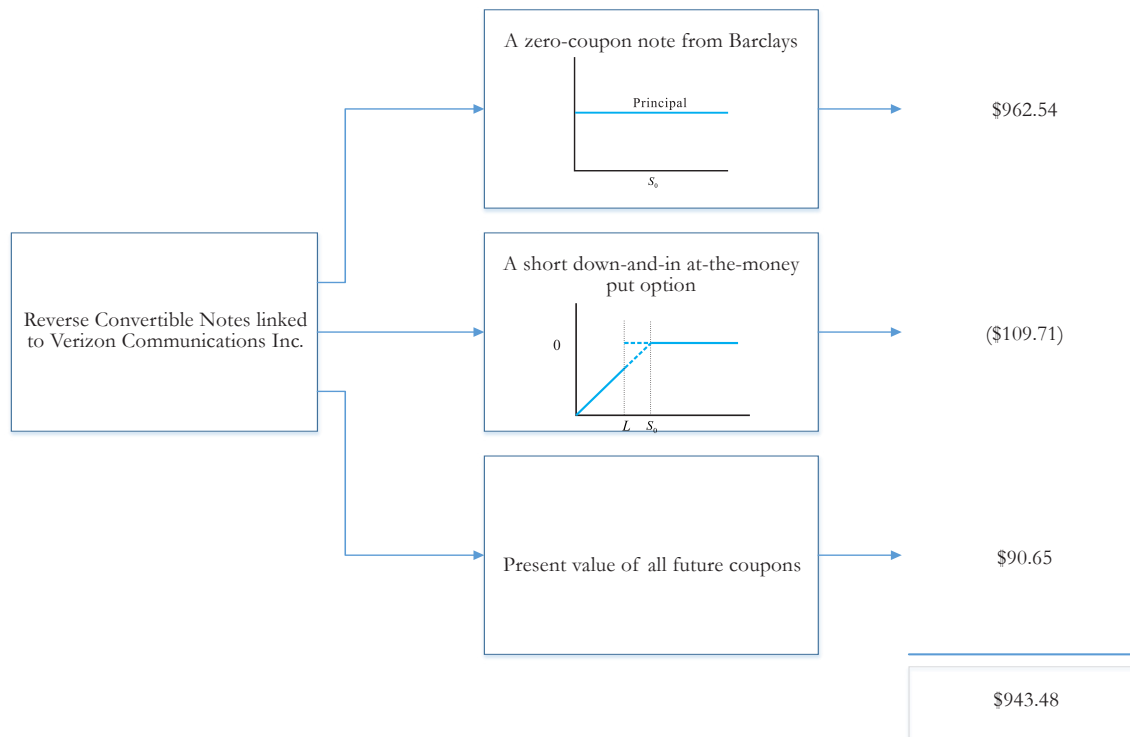 A zero-coupon note from Barclays
Principal
S₀
$962.54
Reverse Convertible Notes linked
to Verizon Communications Inc.
A short down-and-in at-the-money
put option
0
L S₀
($109.71)
Present value of all future coupons
$90.65
$943.48